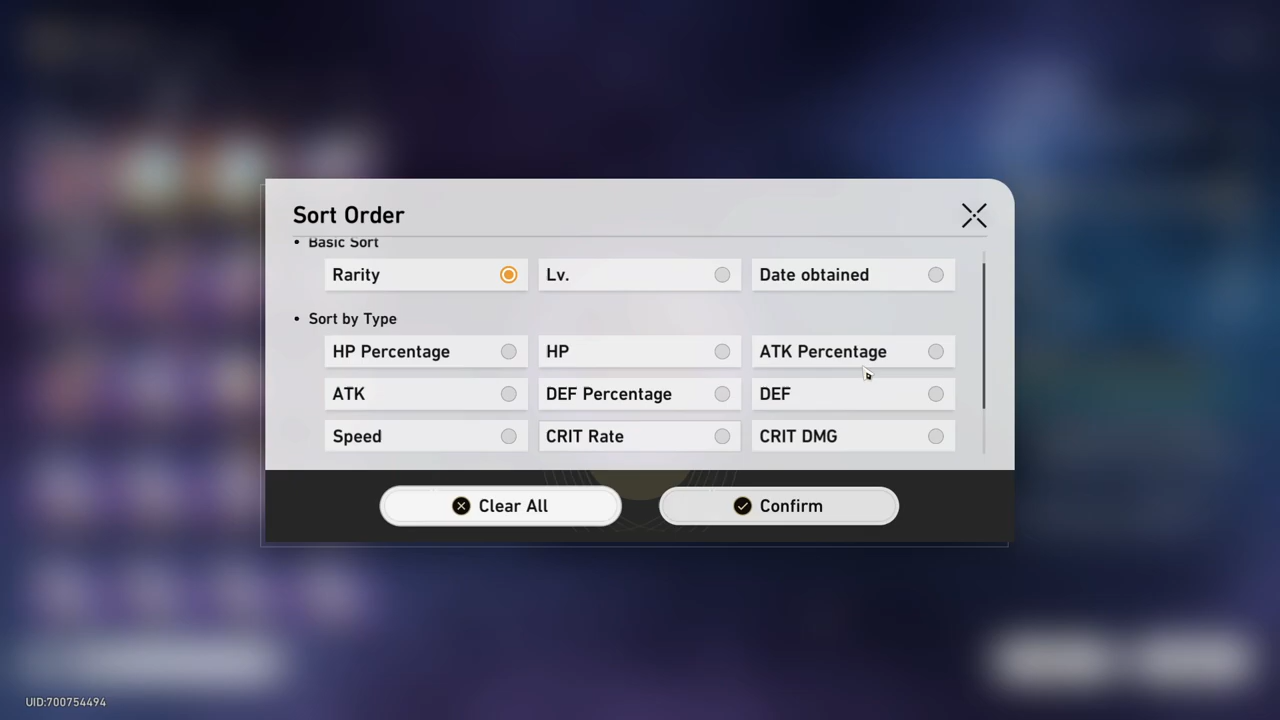 Sort Order
• Basic Sort
Rarity
Lv.
Date obtained
• Sort by Type
HP Percentage
HP
ATK Percentage
ATK
DEF Percentage
DEF
Speed
CRIT Rate
CRIT DMG
Clear All
Confirm
UID:700754494